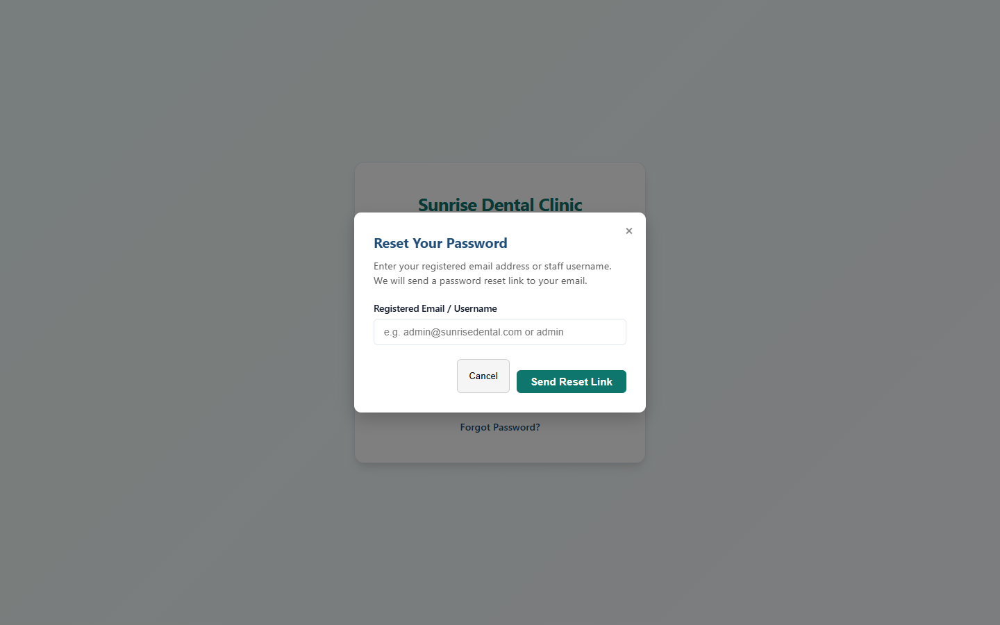 Sunrise Dental Clinic
×
Reset Your Password
Enter your registered email address or staff username.
We will send a password reset link to your email.
Registered Email / Username
e.g. admin@sunrisedental.com or admin
Cancel
Send Reset Link
Forgot Password?